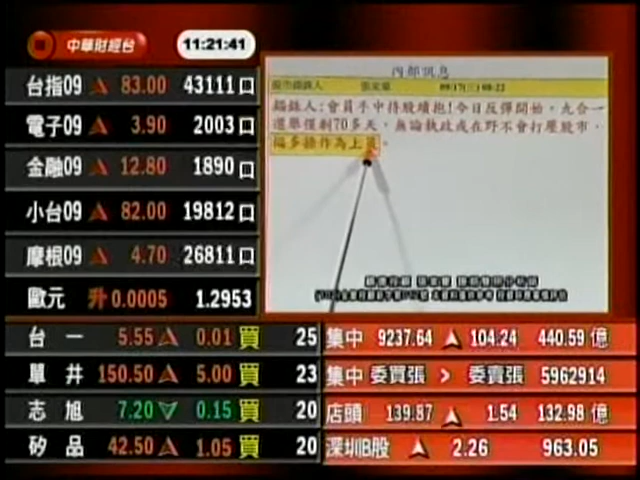 中華財經台 11:21:41
台指09 ▲ 83.00 43111口
電子09 ▲ 3.90 2003口
金融09 ▲ 12.80 1890口
小台09 ▲ 82.00 19812口
摩根09 ▲ 4.70 26811口
歐元 升0.0005 1.2953
內部訊息
09/17(三) 09:22
錙銖人:會員手中持股續抱!今日反彈開始,九合一
選舉僅剩70多天,無論執政或在野不會打壓股市,
偏多操作為上策。
台一 5.55 ▲ 0.01 買 25
單井 150.50 ▲ 5.00 買 23
志旭 7.20 ▼ 0.15 買 20
矽品 42.50 ▲ 1.05 買 20
集中 9237.64 ▲ 104.24 440.59 億
集中 委買張 > 委賣張 5962914
店頭 139.87 ▲ 1.54 132.98 億
深圳B股 ▲ 2.26 963.05